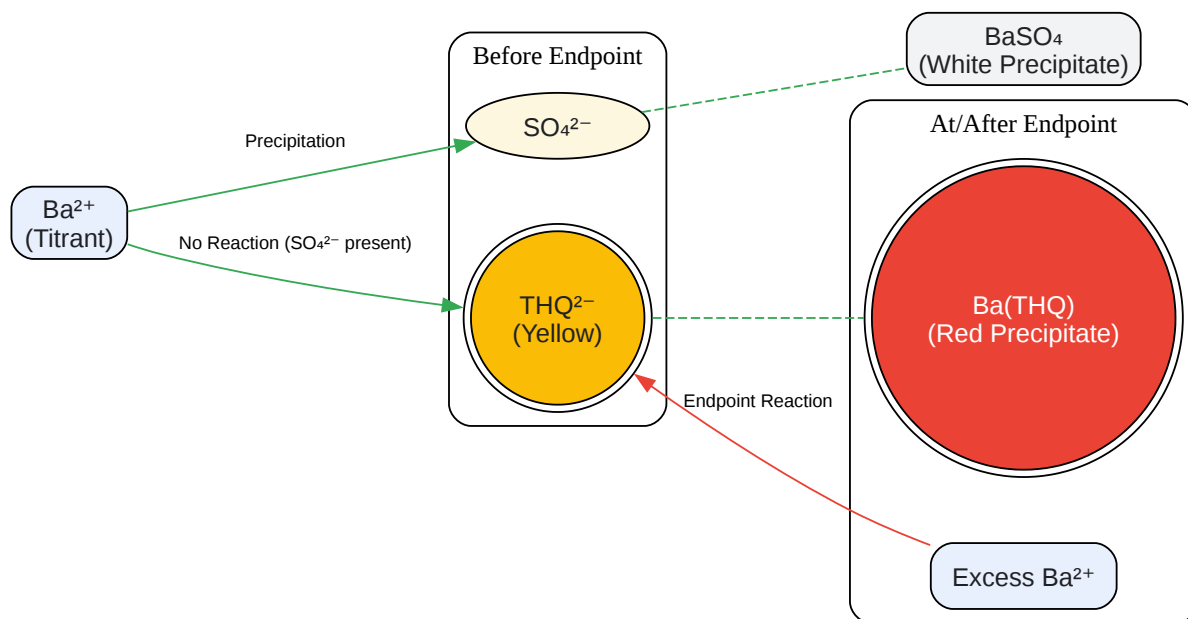 Before Endpoint
BaSO₄
(White Precipitate)
SO₄²⁻
At/After Endpoint
Precipitation
Ba²⁺
(Titrant)
No Reaction (SO₄²⁻ present)
THQ²⁻
(Yellow)
Ba(THQ)
(Red Precipitate)
Endpoint Reaction
Excess Ba²⁺